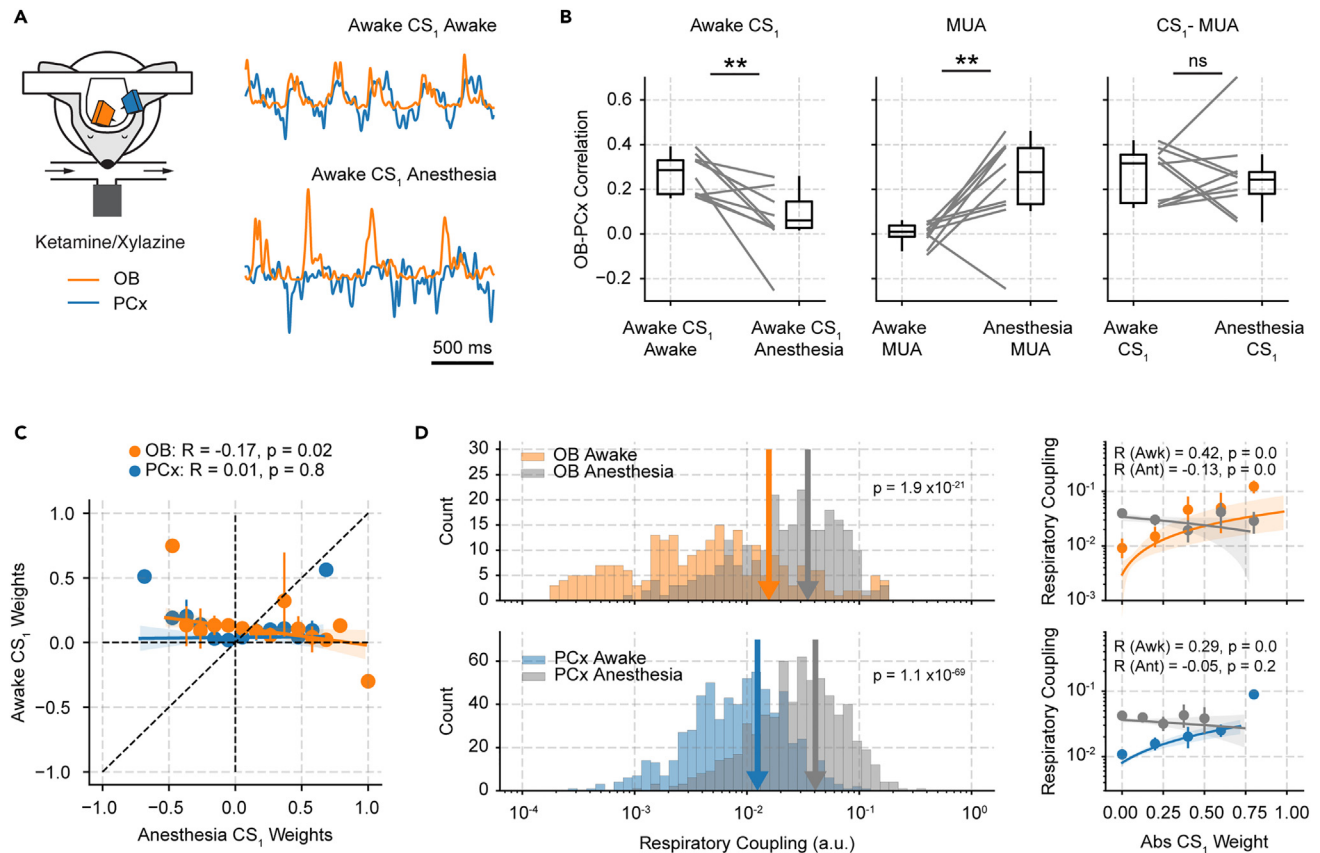 A
Awake CS₁ Awake
Awake CS₁ Anesthesia
Ketamine/Xylazine
OB
PCx
500 ms
B
Awake CS₁
MUA
CS₁- MUA
**
**
ns
OB-PCx Correlation
0.6
0.4
0.2
0.0
−0.2
Awake CS₁
Awake
Awake CS₁
Anesthesia
Awake
MUA
Anesthesia
MUA
Awake
CS₁
Anesthesia
CS₁
C
OB: R = -0.17, p = 0.02
PCx: R = 0.01, p = 0.8
Awake CS₁ Weights
1.0
0.5
0.0
−0.5
−1.0
−1.0 −0.5 0.0 0.5 1.0
Anesthesia CS₁ Weights
D
Count
30
25
20
15
10
5
0
OB Awake
OB Anesthesia
p = 1.9 x10⁻²¹
Count
60
40
20
0
PCx Awake
PCx Anesthesia
p = 1.1 x10⁻⁶⁹
10⁻⁴ 10⁻³ 10⁻² 10⁻¹ 10⁰
Respiratory Coupling (a.u.)
R (Awk) = 0.42, p = 0.0
R (Ant) = -0.13, p = 0.0
Respiratory Coupling
10⁻¹
10⁻²
10⁻³
R (Awk) = 0.29, p = 0.0
R (Ant) = -0.05, p = 0.2
Respiratory Coupling
10⁻¹
10⁻²
0.00 0.25 0.50 0.75 1.00
Abs CS₁ Weight